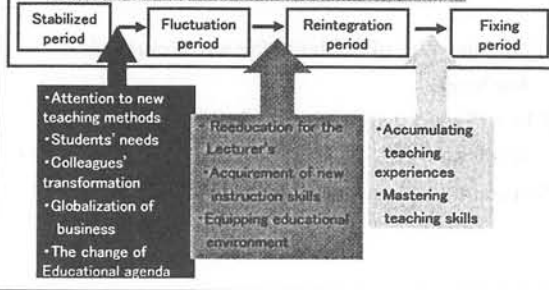 Stabilized
period
Fluctuation
period
Reintegration
period
Fixing
period
・Attention to new
teaching methods
・Students' needs
・Colleagues'
transformation
・Globalization of
business
・The change of
Educational agenda
・Reeducation for the
Lecturer's
・Acquirement of new
instruction skills
・Equipping educational
environment
・Accumulating
teaching
experiences
・Mastering
teaching skills